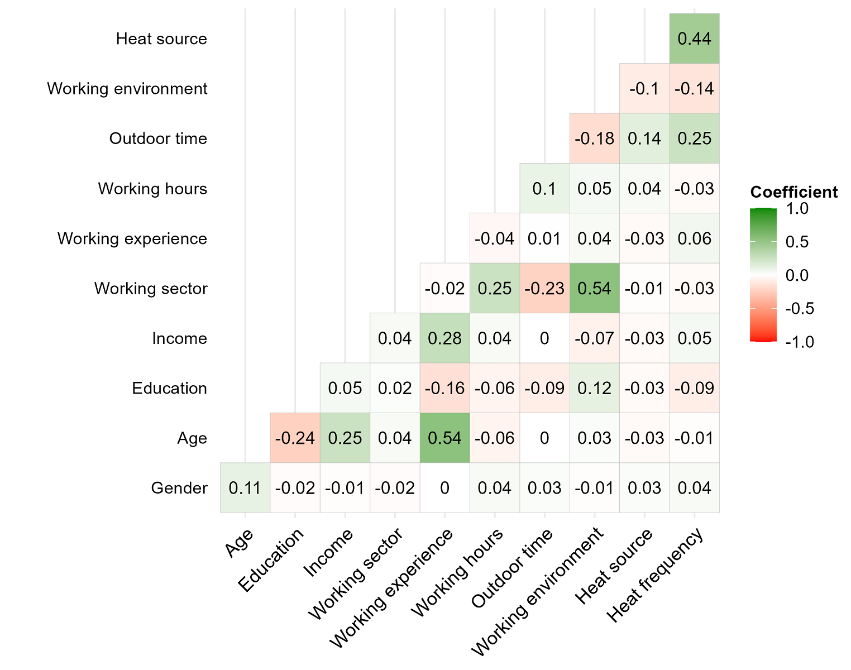 Heat source 0.44
Working environment -0.1 -0.14
Outdoor time -0.18 0.14 0.25
Working hours 0.1 0.05 0.04 -0.03
Working experience -0.04 0.01 0.04 -0.03 0.06
Working sector -0.02 0.25 -0.23 0.54 -0.01 -0.03
Income 0.04 0.28 0.04 0 -0.07 -0.03 0.05
Education 0.05 0.02 -0.16 -0.06 -0.09 0.12 -0.03 -0.09
Age -0.24 0.25 0.04 0.54 -0.06 0 0.03 -0.03 -0.01
Gender 0.11 -0.02 -0.01 -0.02 0 0.04 0.03 -0.01 0.03 0.04
Age
Education
Income
Working sector
Working experience
Working hours
Outdoor time
Working environment
Heat source
Heat frequency
Coefficient
1.0
0.5
0.0
-0.5
-1.0